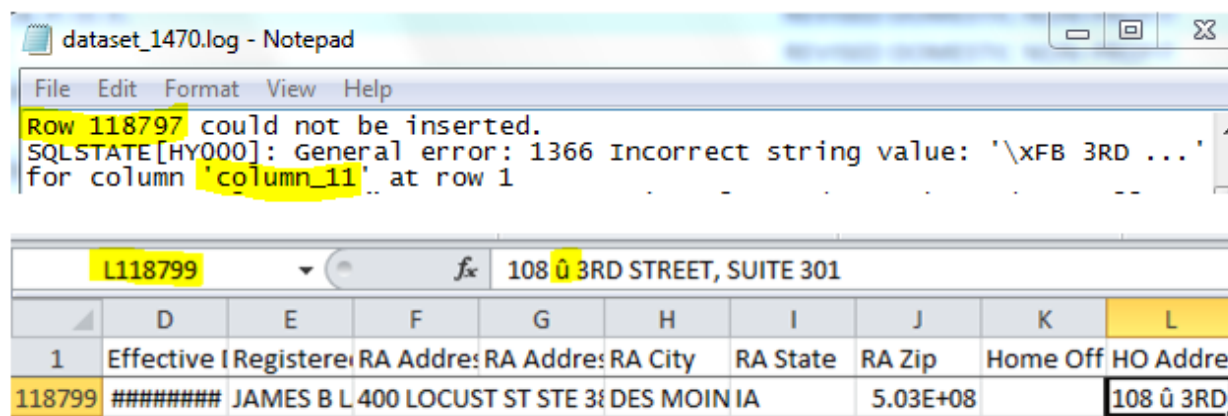 dataset_1470.log - Notepad
File Edit Format View Help
Row 118797 could not be inserted.
SQLSTATE[HY000]: General error: 1366 Incorrect string value: '\xFB 3RD ...'
for column 'column_11' at row 1
L118799 fx 108 û 3RD STREET, SUITE 301
D E F G H I J K L
1 Effective Registere RA Addres RA Addres RA City RA State RA Zip Home Off HO Addre
118799 ######## JAMES B L 400 LOCUST ST STE 38 DES MOIN IA 5.03E+08 108 û 3RD